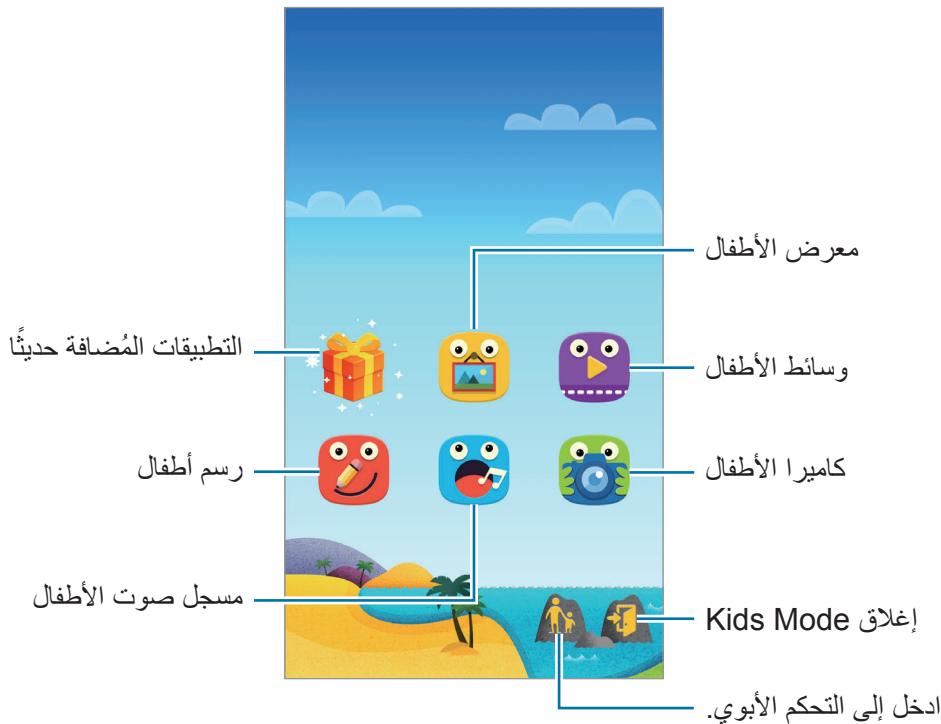 معرض الأطفال
التطبيقات المُضافة حديثًا
وسائط الأطفال
رسم أطفال
كاميرا الأطفال
مسجل صوت الأطفال
إغلاق Kids Mode
ادخل إلى التحكم الأبوي.